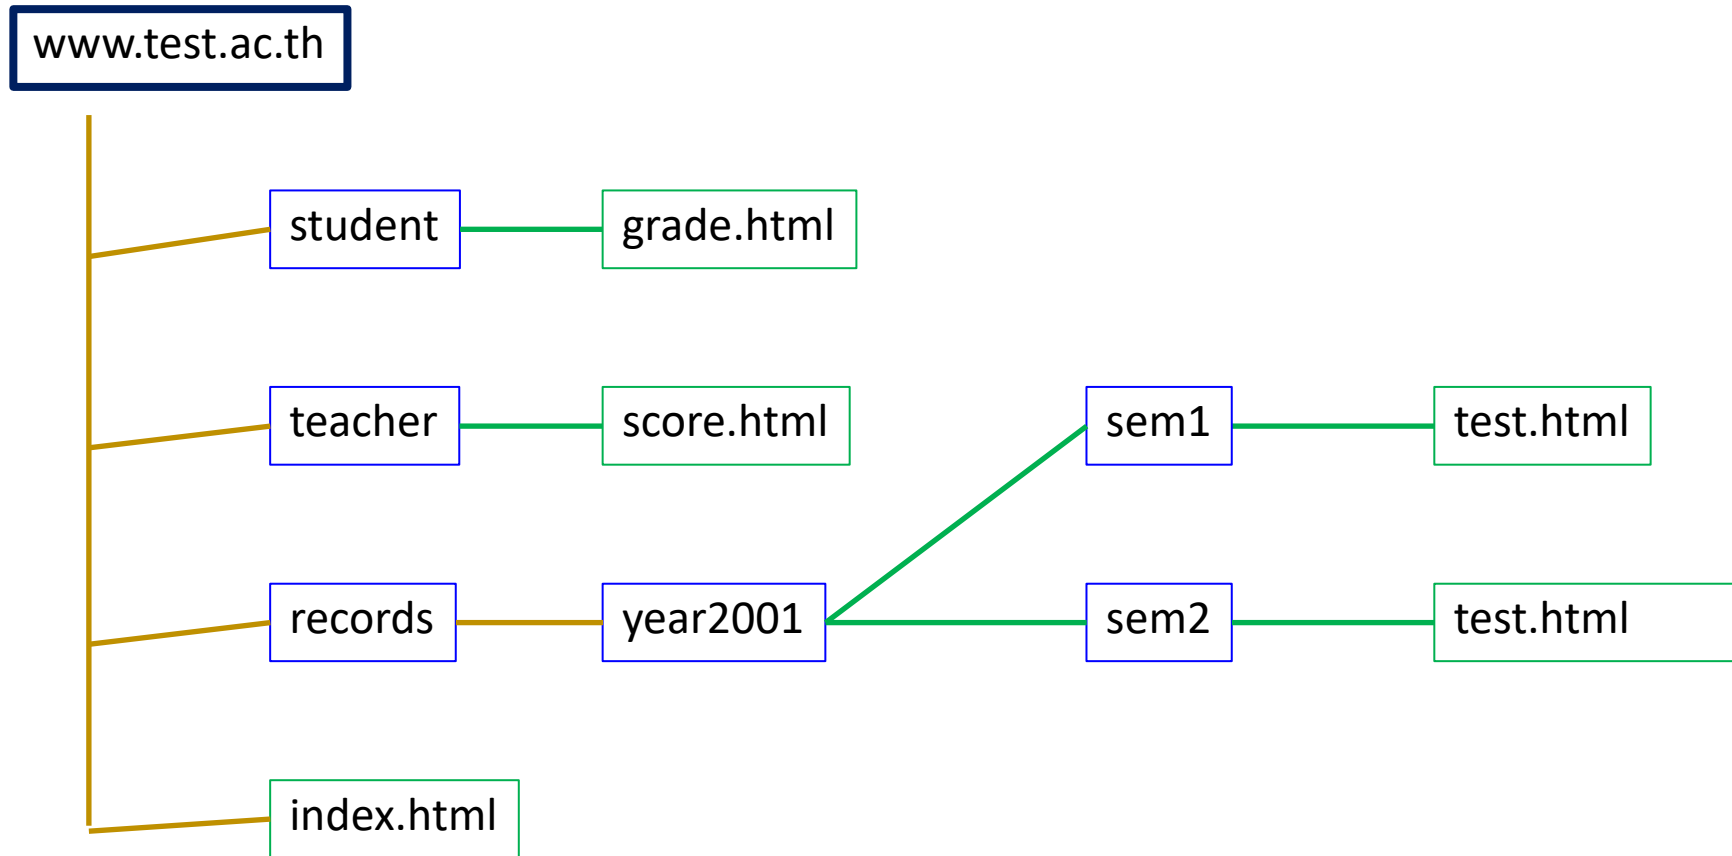 www.test.ac.th
student
grade.html
teacher
score.html
sem1
test.html
records
year2001
sem2
test.html
index.html